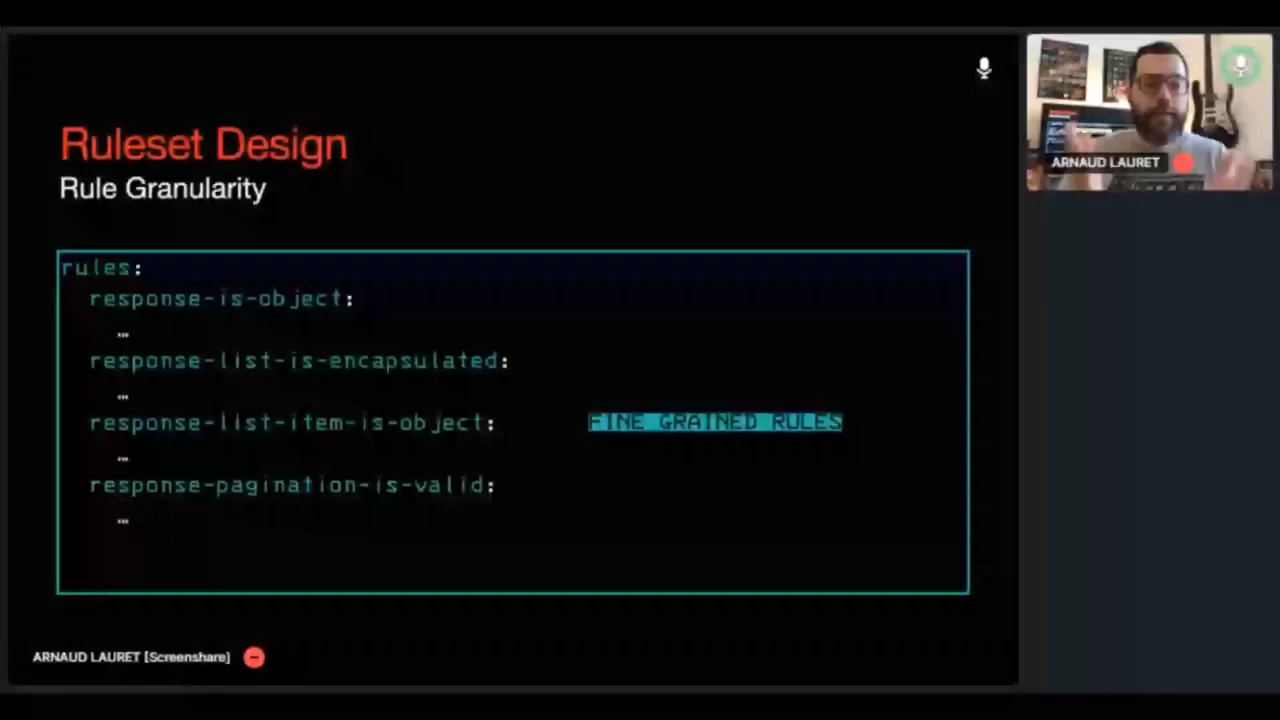 Ruleset Design
Rule Granularity
rules:
response-is-object:
…
response-list-is-encapsulated:
…
response-list-item-is-object:
FINE GRAINED RULES
…
response-pagination-is-valid:
…
ARNAUD LAURET
ARNAUD LAURET [Screenshare]